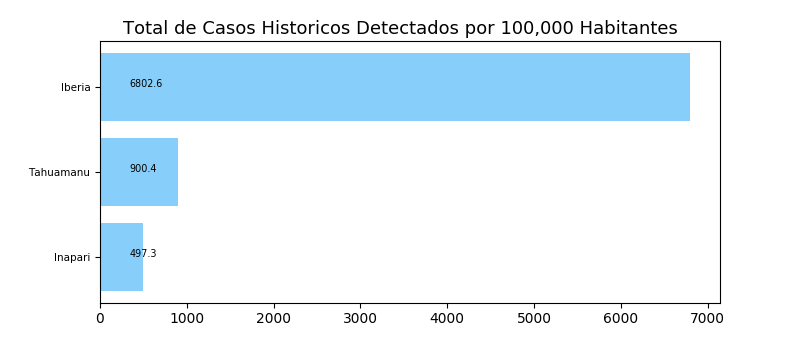 Total de Casos Historicos Detectados por 100,000 Habitantes
Iberia
6802.6
Tahuamanu
900.4
Inapari
497.3
0 1000 2000 3000 4000 5000 6000 7000